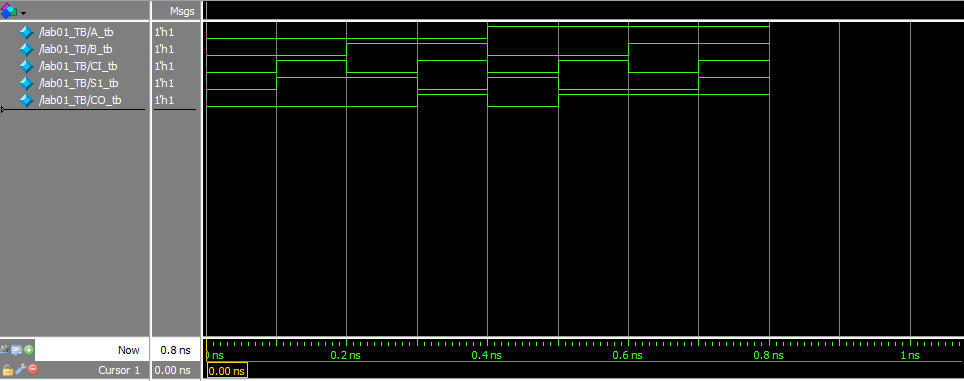 Msgs
/lab01_TB/A_tb 1'h1
/lab01_TB/B_tb 1'h1
/lab01_TB/CI_tb 1'h1
/lab01_TB/S1_tb 1'h1
/lab01_TB/CO_tb 1'h1
Now 0.8 ns ns 0.2 ns 0.4 ns 0.6 ns 0.8 ns 1 ns
Cursor 1 0.00 ns 0.00 ns